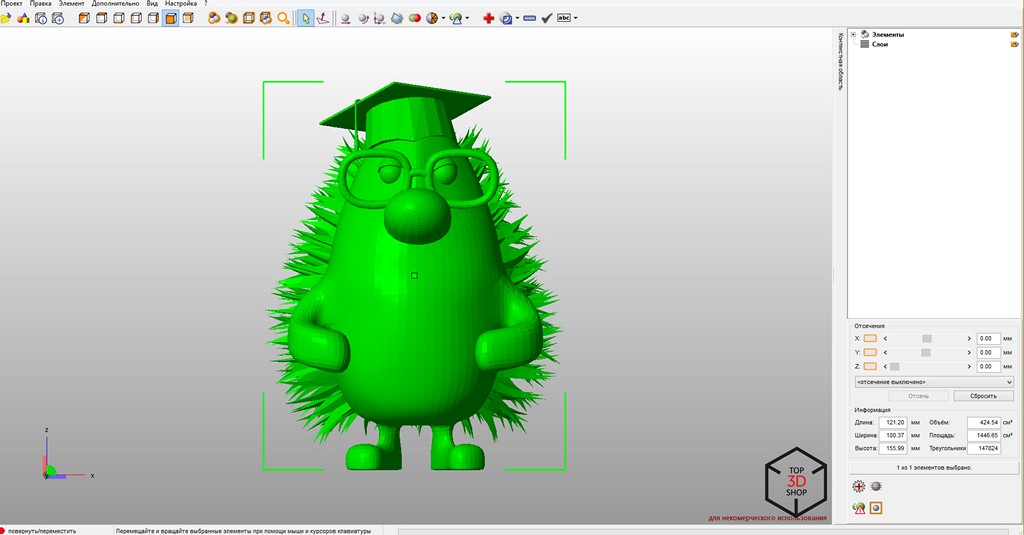 Проект Правка Элемент Дополнительно Вид Настройка ?
abc
Контекстная область
Элементы
Слои
z
x
Отсечения
X: < > 0.00 мм
Y: < > 0.00 мм
Z: < > 0.00 мм
<отсечение выключено>
Отсечь Сбросить
Информация
Длина: 121.20 мм Объём: 424.54 см³
Ширина: 100.37 мм Площадь: 1446.65 см²
Высота: 155.99 мм Треугольники 147824
1 из 1 элементов выбрано.
TOP
3D
SHOP
для некомерческого использования
повернуть/переместить Перемещайте и вращайте выбранные элементы при помощи мыши и курсоров клавиатуры